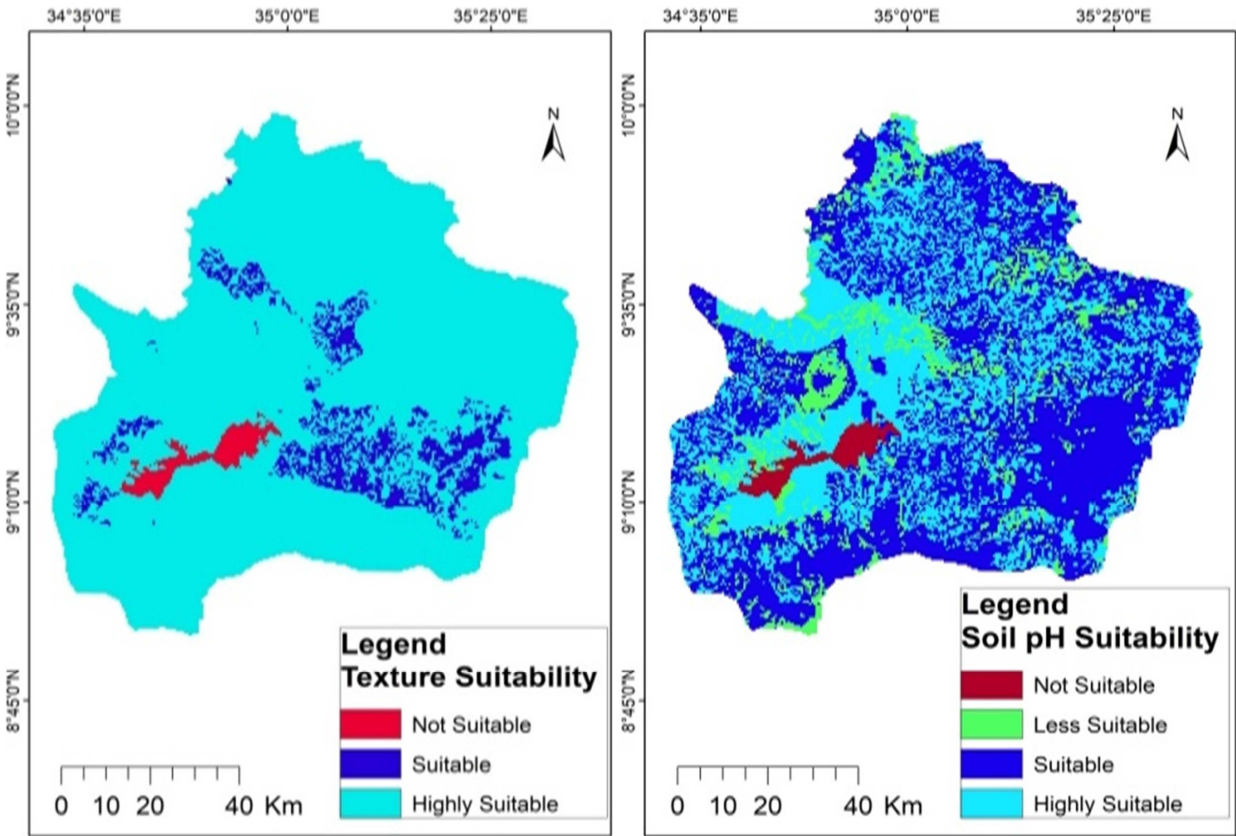 34°35'0"E 35°0'0"E 35°25'0"E
N
10°0'0"N
9°35'0"N
9°10'0"N
8°45'0"N
Legend
Texture Suitability
Not Suitable
Suitable
Highly Suitable
0 10 20 40 Km
34°35'0"E 35°0'0"E 35°25'0"E
N
10°0'0"N
9°35'0"N
9°10'0"N
8°45'0"N
Legend
Soil pH Suitability
Not Suitable
Less Suitable
Suitable
Highly Suitable
0 10 20 40 Km